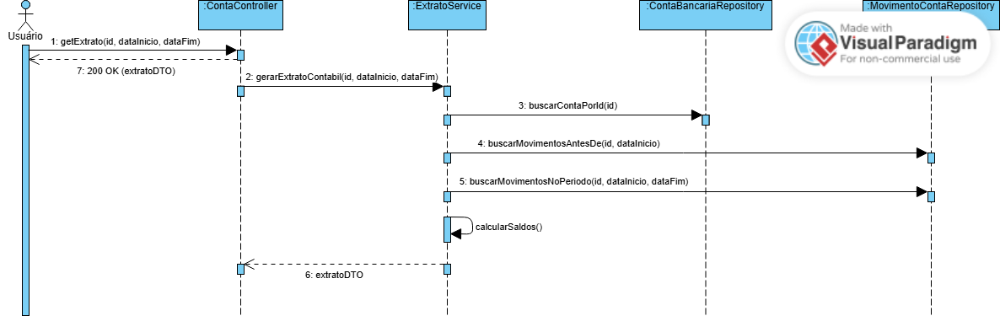 :ContaController
:ExtratoService
:ContaBancariaRepository
:MovimentoContaRepository
Usuário
Made with
VisualParadigm
For non-commercial use
1: getExtrato(id, dataInicio, dataFim)
7: 200 OK (extratoDTO)
2: gerarExtratoContabil(id, dataInicio, dataFim)
3: buscarContaPorId(id)
4: buscarMovimentosAntesDe(id, dataInicio)
5: buscarMovimentosNoPeriodo(id, dataInicio, dataFim)
calcularSaldos()
6: extratoDTO